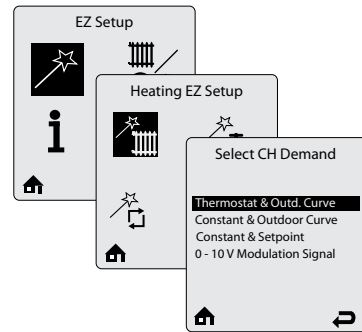 EZ Setup
Heating EZ Setup
Select CH Demand
Thermostat & Outd. Curve
Constant & Outdoor Curve
Constant & Setpoint
0 - 10 V Modulation Signal